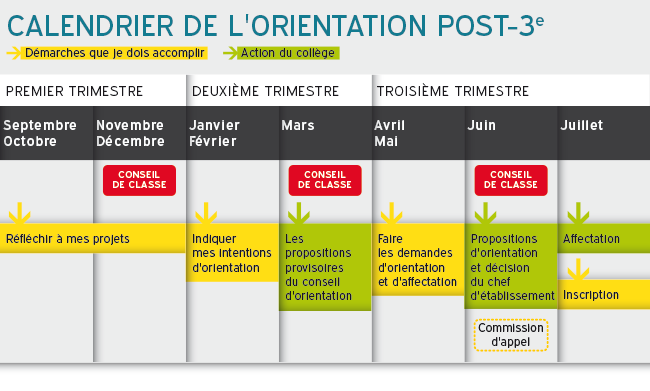 CALENDRIER DE L'ORIENTATION POST-3e
Démarches que je dois accomplir
Action du collège
PREMIER TRIMESTRE
DEUXIÈME TRIMESTRE
TROISIÈME TRIMESTRE
Septembre
Octobre
Novembre
Décembre
Janvier
Février
Mars
Avril
Mai
Juin
Juillet
CONSEIL
DE CLASSE
CONSEIL
DE CLASSE
CONSEIL
DE CLASSE
Réfléchir à mes projets
Indiquer
mes intentions
d'orientation
Les
propositions
provisoires
du conseil
d'orientation
Faire
les demandes
d'orientation
et d'affectation
Propositions
d'orientation
et décision
du chef
d'établissement
Commission
d'appel
Affectation
Inscription